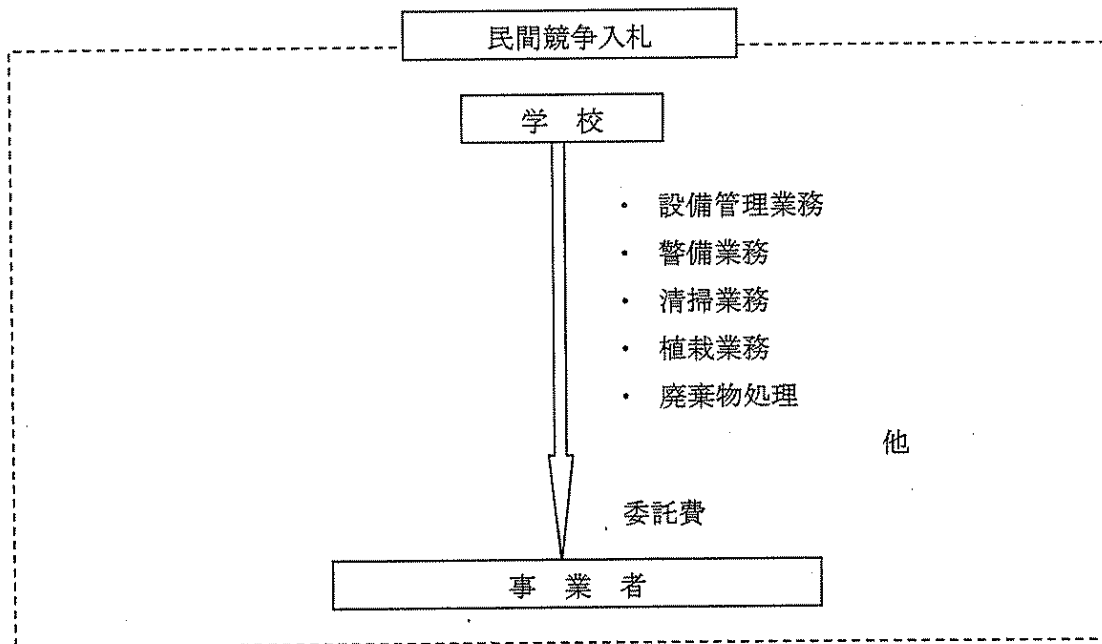 民間競争入札
学 校
・ 設備管理業務
・ 警備業務
・ 清掃業務
・ 植栽業務
・ 廃棄物処理
他
委託費
事 業 者